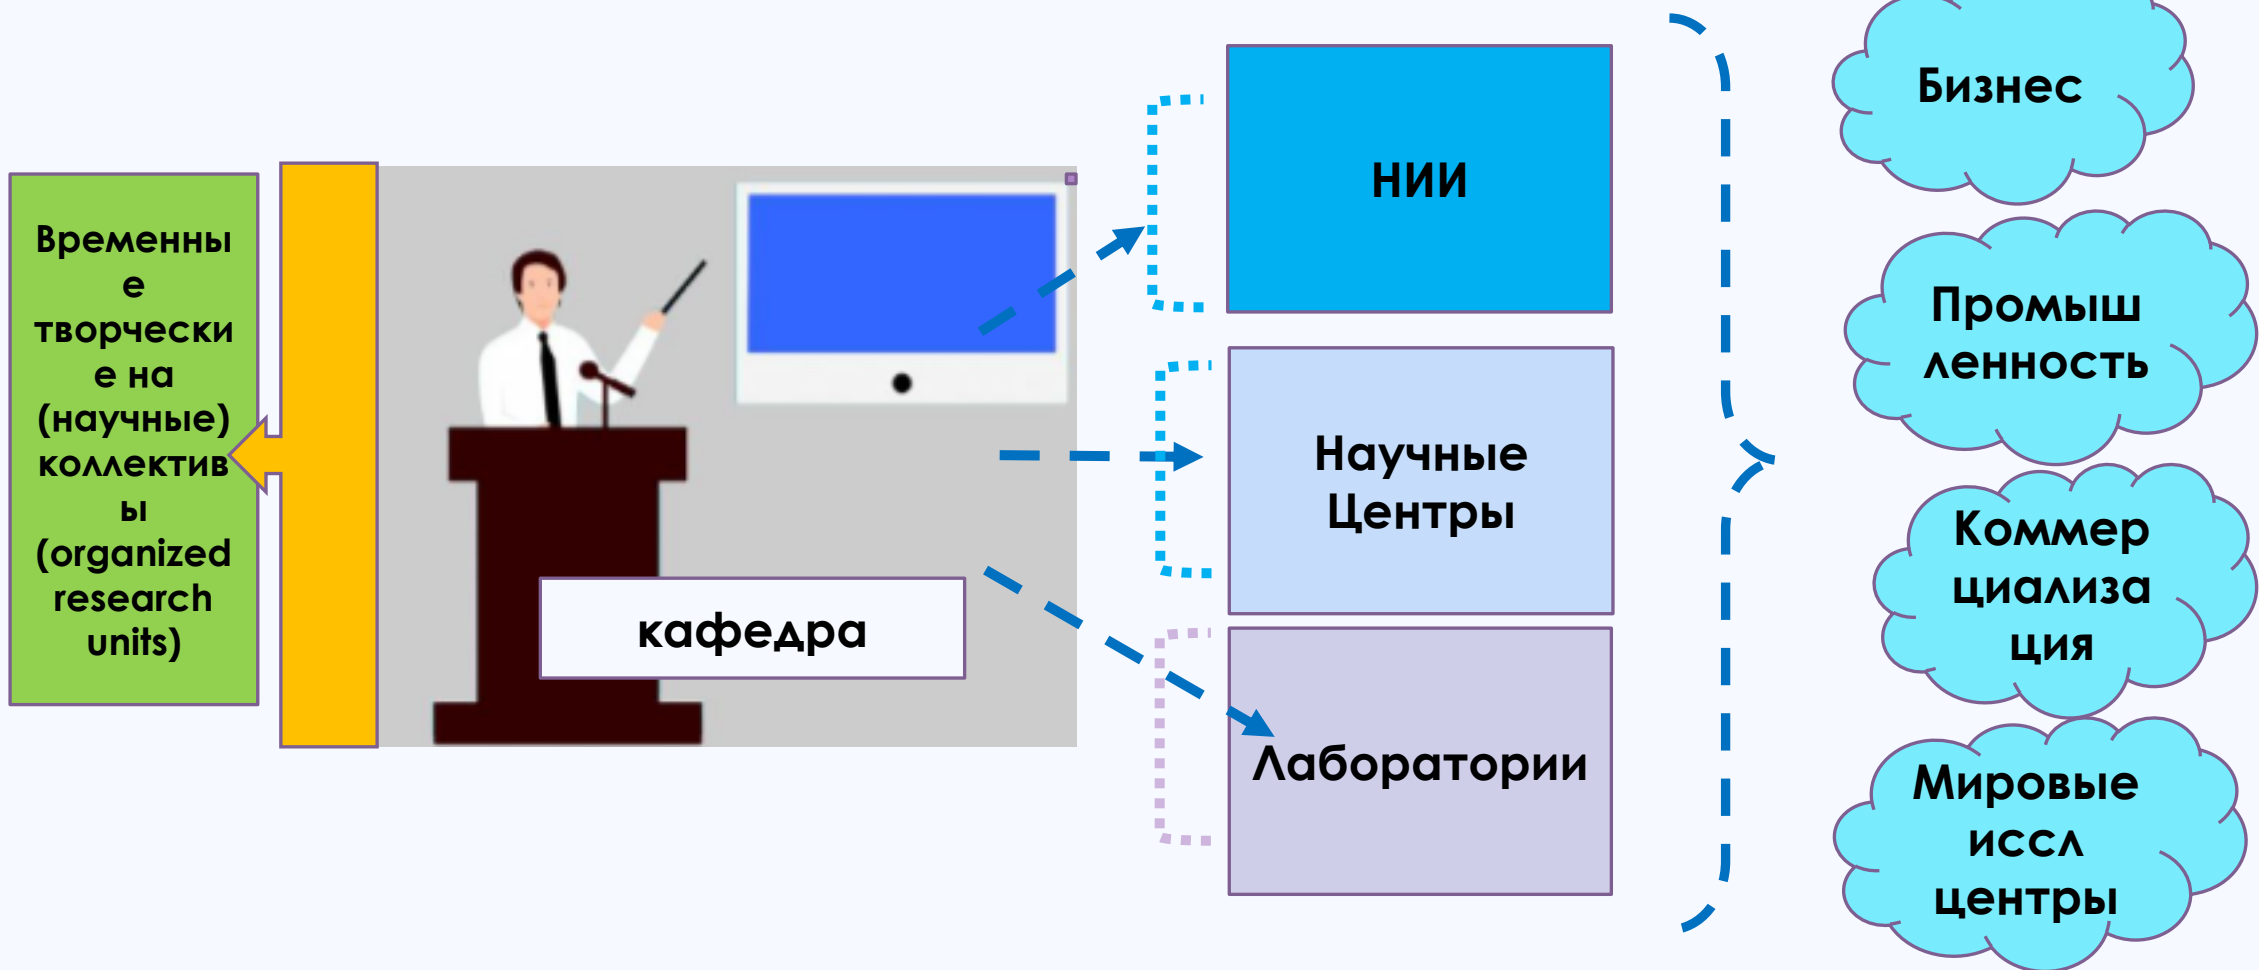 Временны
е
творчески
е на
(научные)
коллектив
ы
(organized
research
units)
кафедра
НИИ
Научные
Центры
Лаборатории
Бизнес
Промыш
ленность
Коммер
циализа
ция
Мировые
иссл
центры